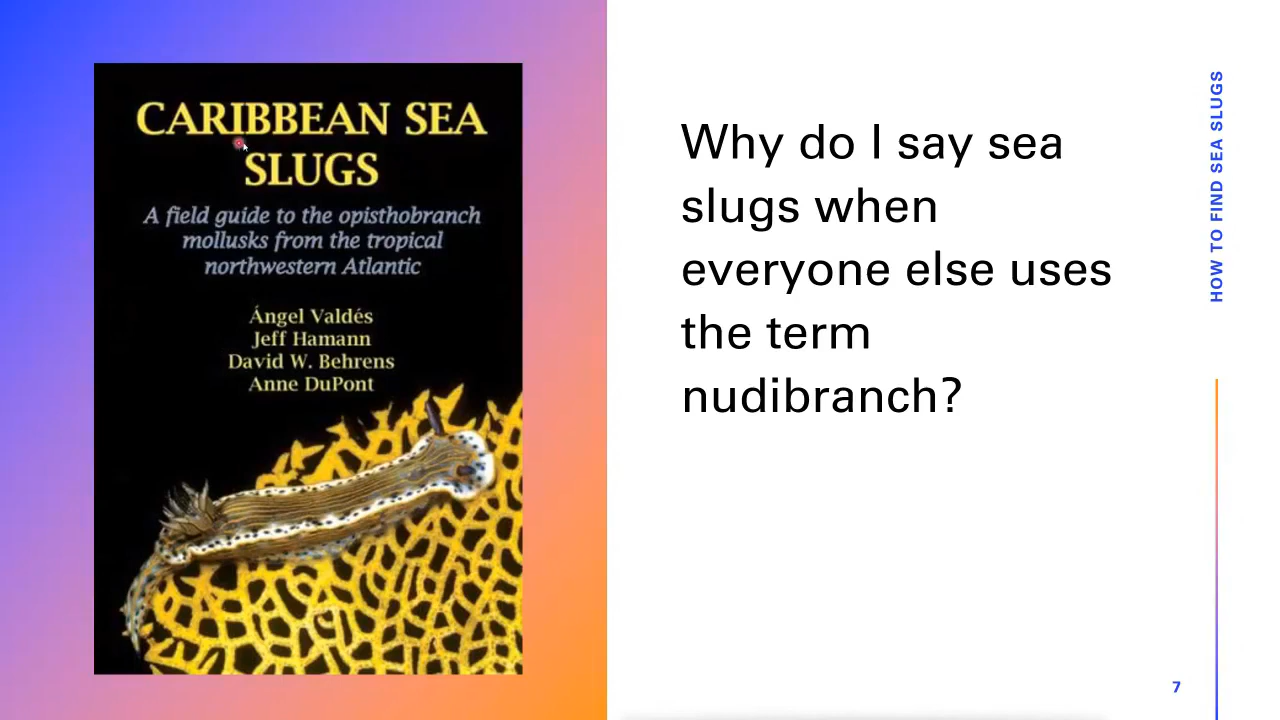 CARIBBEAN SEA
SLUGS
A field guide to the opisthobranch
mollusks from the tropical
northwestern Atlantic
Ángel Valdés
Jeff Hamann
David W. Behrens
Anne DuPont
Why do I say sea
slugs when
everyone else uses
the term
nudibranch?
HOW TO FIND SEA SLUGS
7